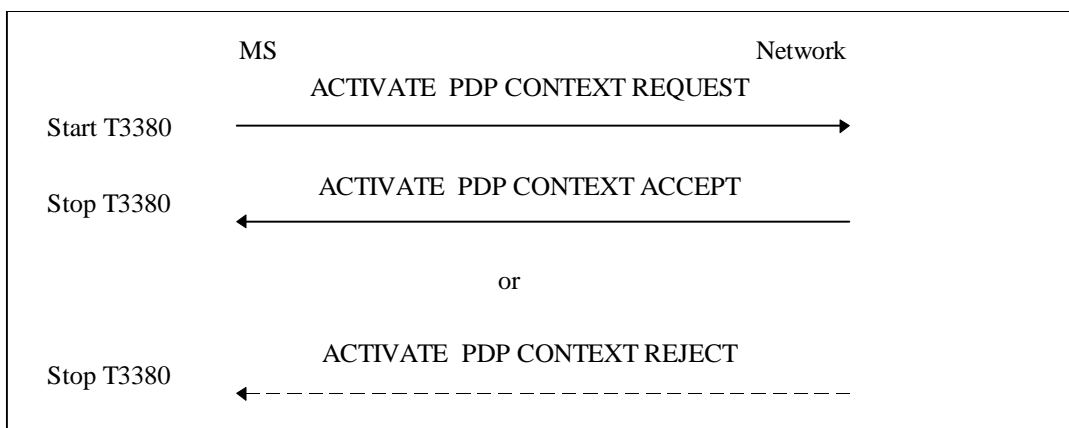 MS Network
ACTIVATE PDP CONTEXT REQUEST
Start T3380
ACTIVATE PDP CONTEXT ACCEPT
Stop T3380
or
ACTIVATE PDP CONTEXT REJECT
Stop T3380